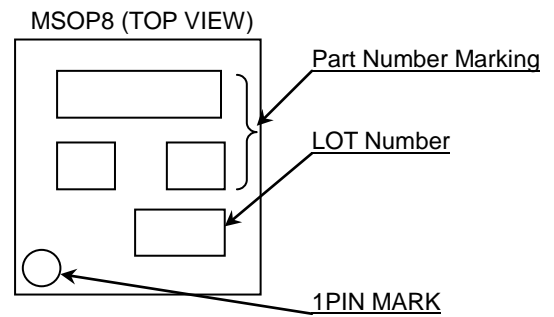 MSOP8 (TOP VIEW)
Part Number Marking
LOT Number
1PIN MARK